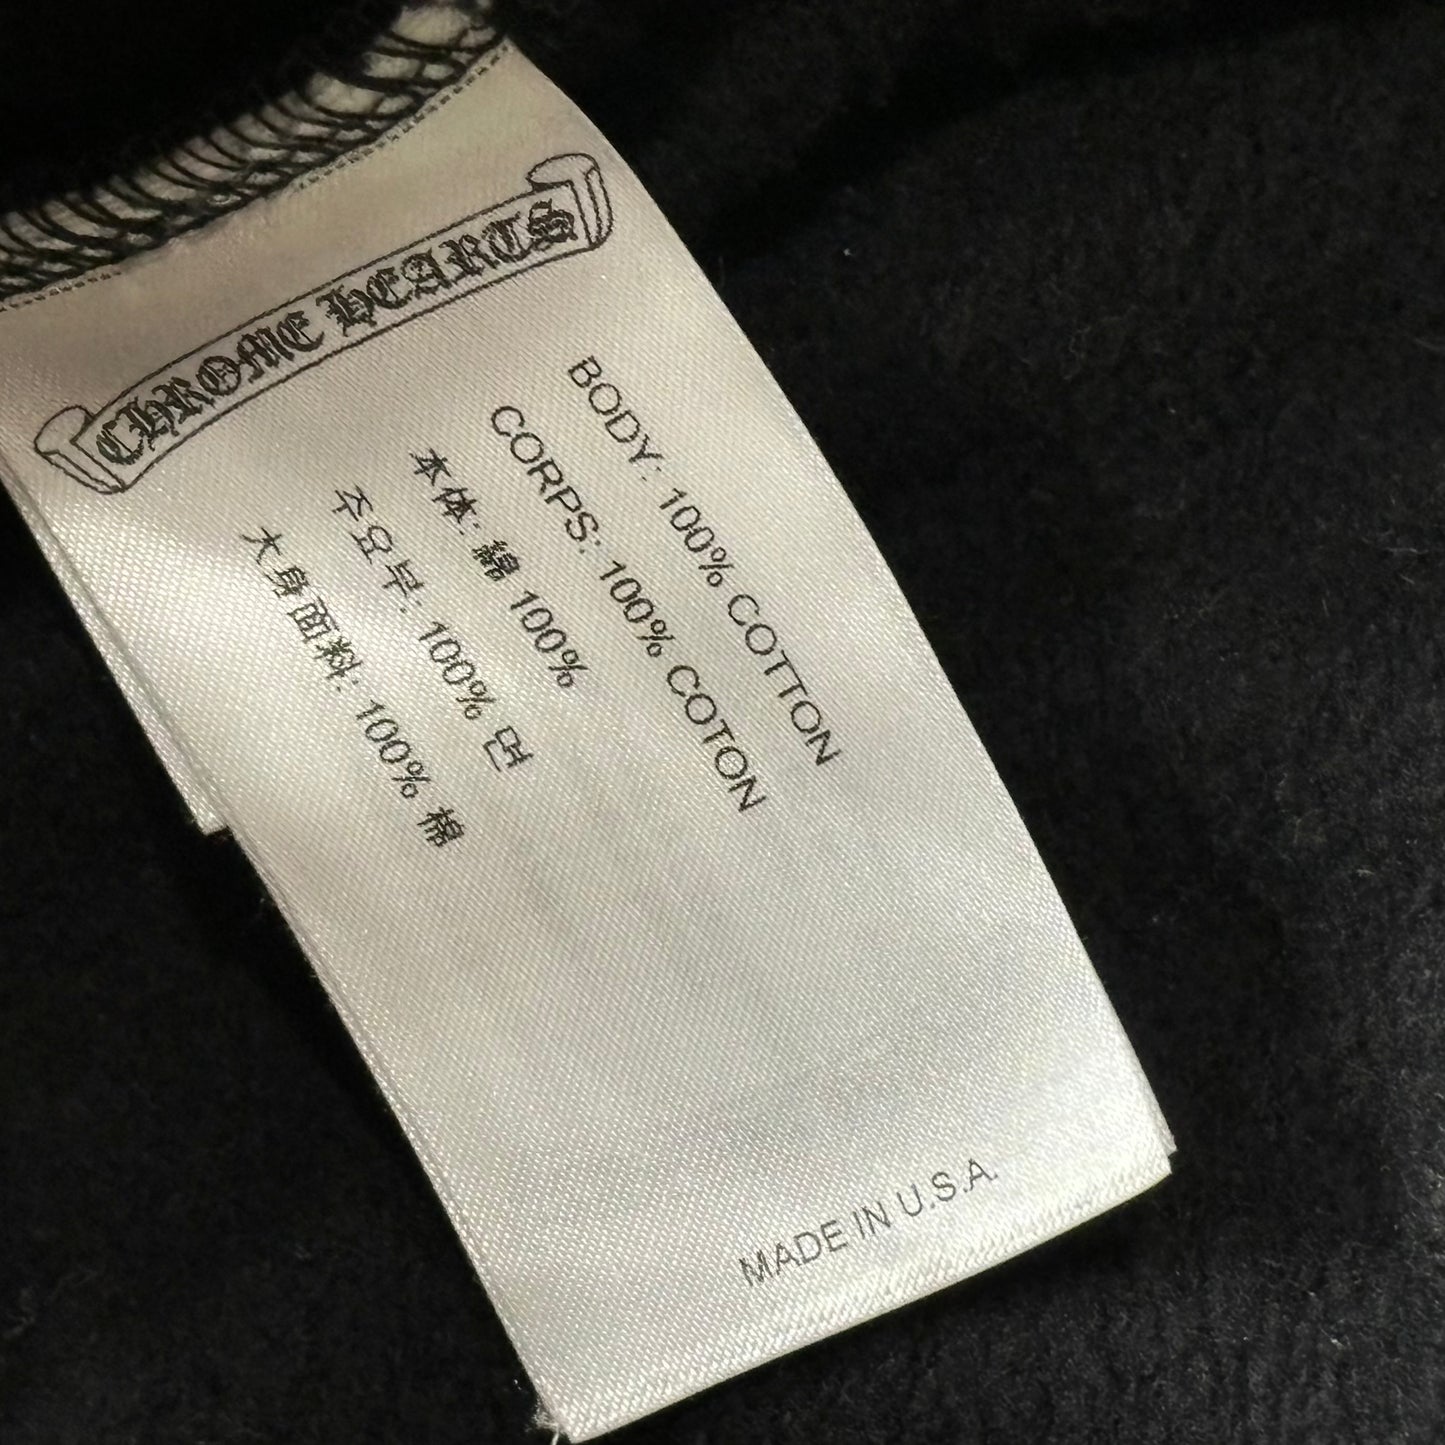 CHROME HEARTS
BODY: 100% COTTON
CORPS: 100% COTON
本体: 綿 100%
주요부: 100% 면
大身面料: 100% 棉
MADE IN U.S.A.